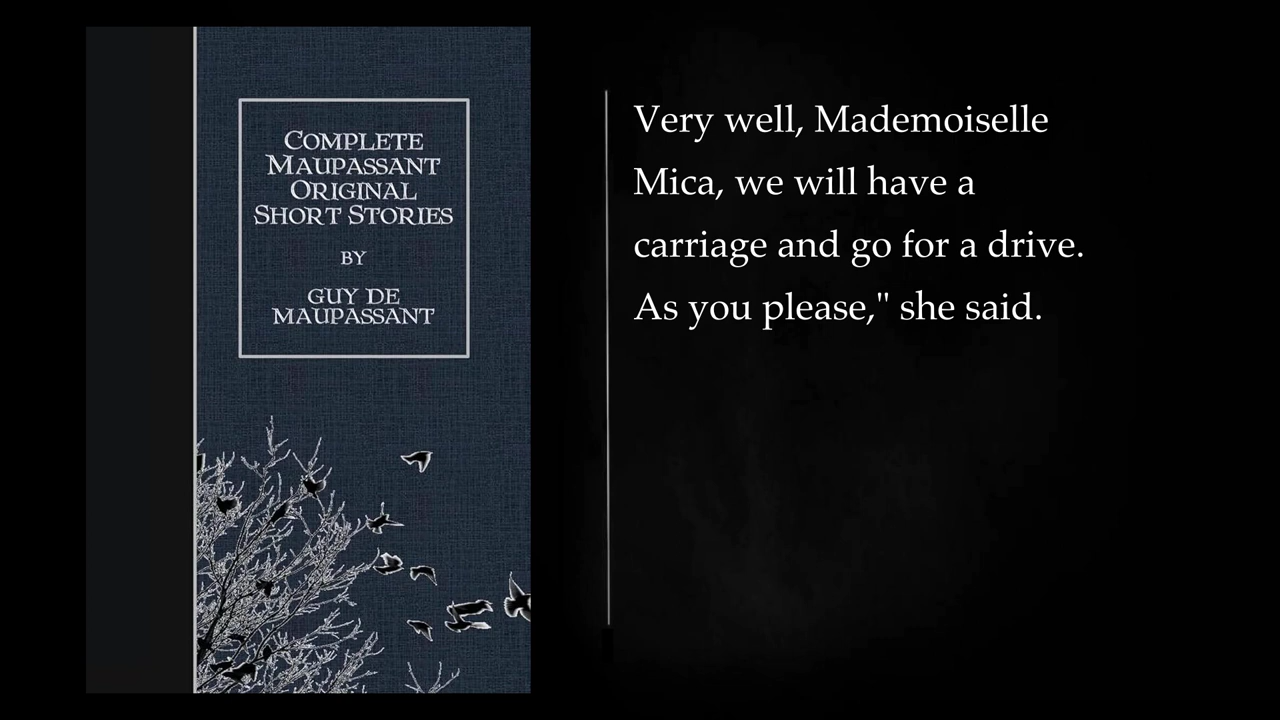 COMPLETE
MAUPASSANT
ORIGINAL
SHORT STORIES
BY
GUY DE
MAUPASSANT
Very well, Mademoiselle
Mica, we will have a
carriage and go for a drive.
As you please," she said.